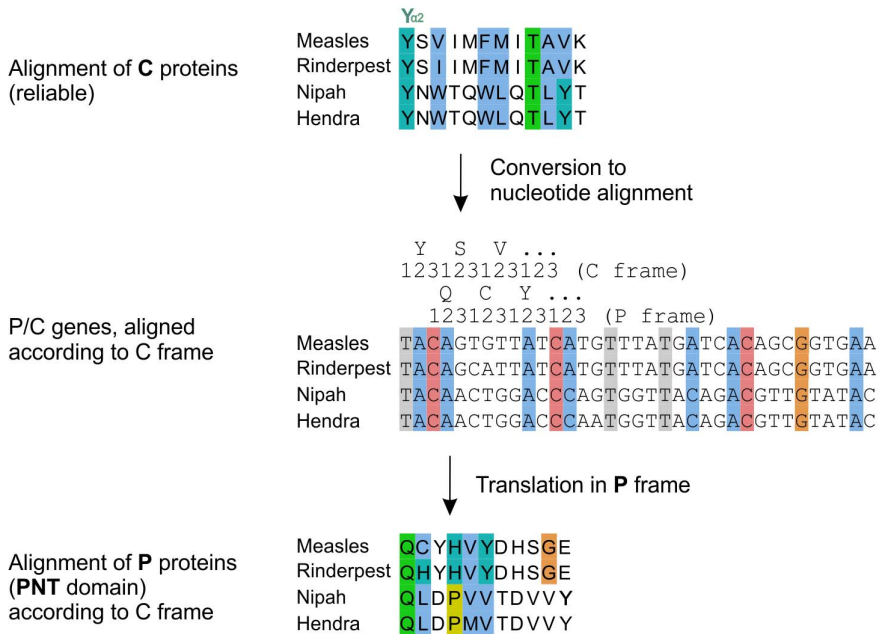 Yα2
Alignment of C proteins
(reliable)
Measles YSVIMFMITAVK
Rinderpest YSIIMFMITAVK
Nipah YNWTQWLQTLYT
Hendra YNWTQWLQTLYT
Conversion to
nucleotide alignment
Y S V ...
123123123123 (C frame)
Q C Y ...
123123123123 (P frame)
P/C genes, aligned
according to C frame
Measles TACAGTGTTATCATGTTTATGATCACAGCGGTGAA
Rinderpest TACAGCATTATCATGTTTATGATCACAGCGGTGAA
Nipah TACAACTGGACCCAGTGGTTACAGACGTTGTATAC
Hendra TACAACTGGACCCAATGGTTACAGACGTTGTATAC
Translation in P frame
Alignment of P proteins
(PNT domain)
according to C frame
Measles QCYHVYDHSGE
Rinderpest QHYHVYDHSGE
Nipah QLDPVVTDVVY
Hendra QLDPMVTDVVY